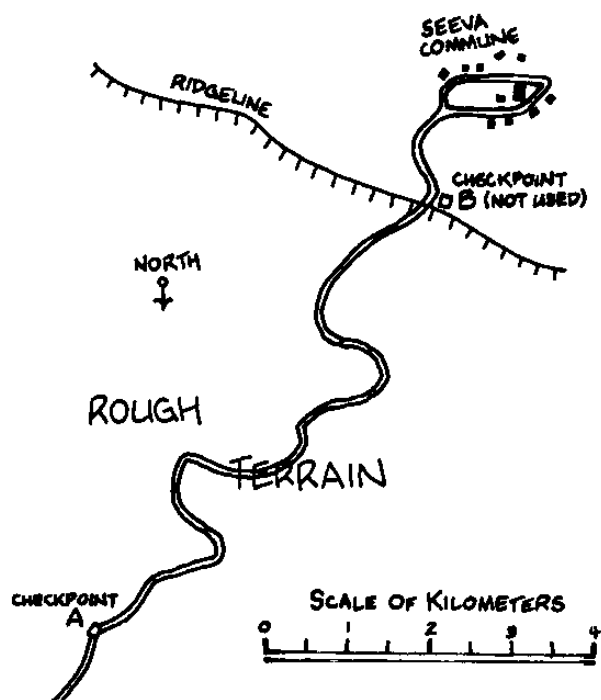 SEEVA
COMMUNE
RIDGELINE
CHECKPOINT
B (NOT USED)
NORTH
ROUGH
TERRAIN
CHECKPOINT
A
SCALE OF KILOMETERS
0 1 2 3 4